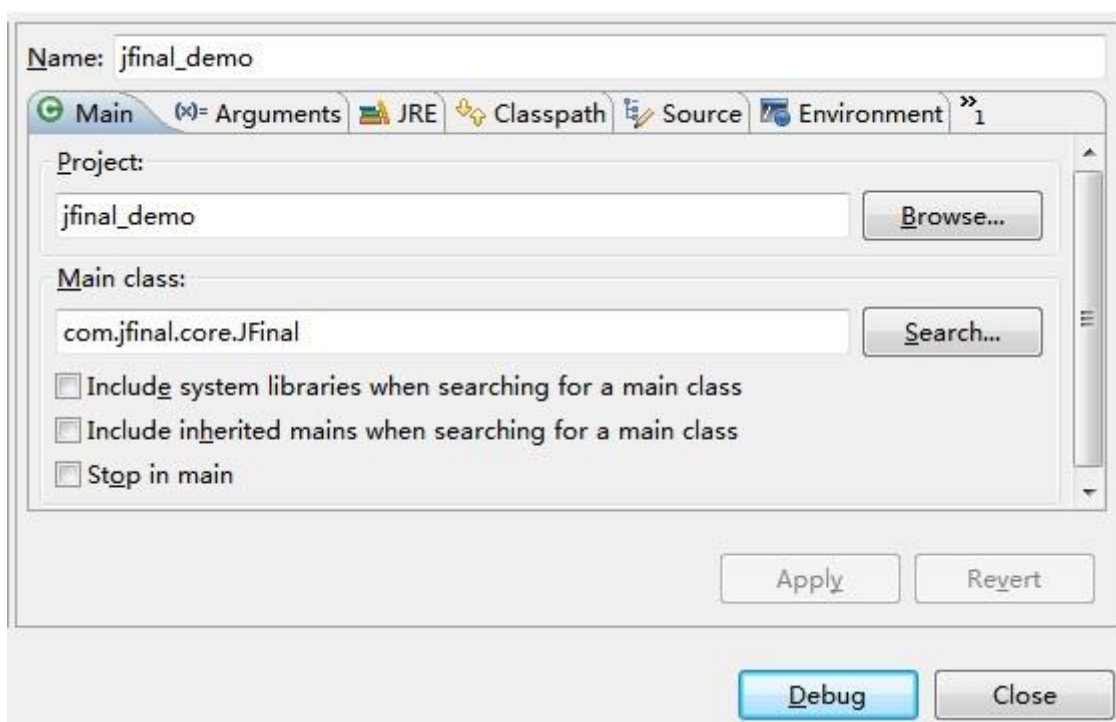 Name: jfinal_demo
Main (x)= Arguments JRE Classpath Source Environment »1
Project:
jfinal_demo Browse...
Main class:
com.jfinal.core.JFinal Search...
Include system libraries when searching for a main class
Include inherited mains when searching for a main class
Stop in main
Apply Revert
Debug Close